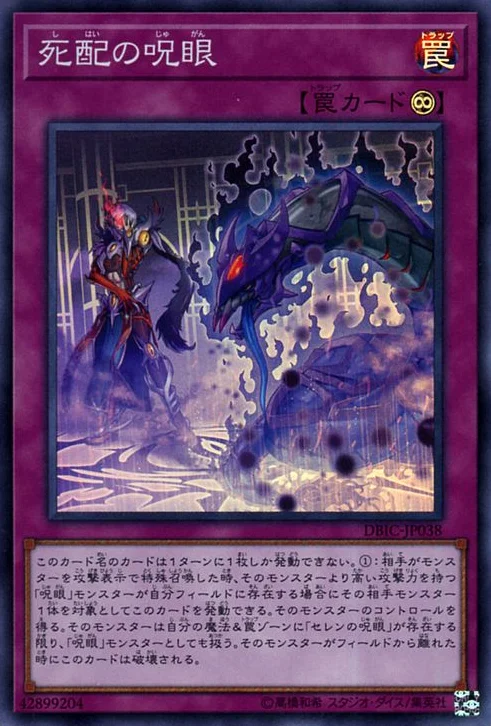 死配の呪眼
罠
【罠カード】
DBIC-JP038
このカード名のカードは1ターンに1枚しか発動できない。①:相手がモンス
ターを攻撃表示で特殊召喚した時、そのモンスターより高い攻撃力を持つ
「呪眼」モンスターが自分フィールドに存在する場合にその相手モンスター
1体を対象としてこのカードを発動できる。そのモンスターのコントロールを
得る。そのモンスターは自分の魔法&罠ゾーンに「セレンの呪眼」が存在する
限り、「呪眼」モンスターとしても扱う。そのモンスターがフィールドから離れた
時にこのカードは破壊される。
42899204 ©高橋和希 スタジオ・ダイス/集英社